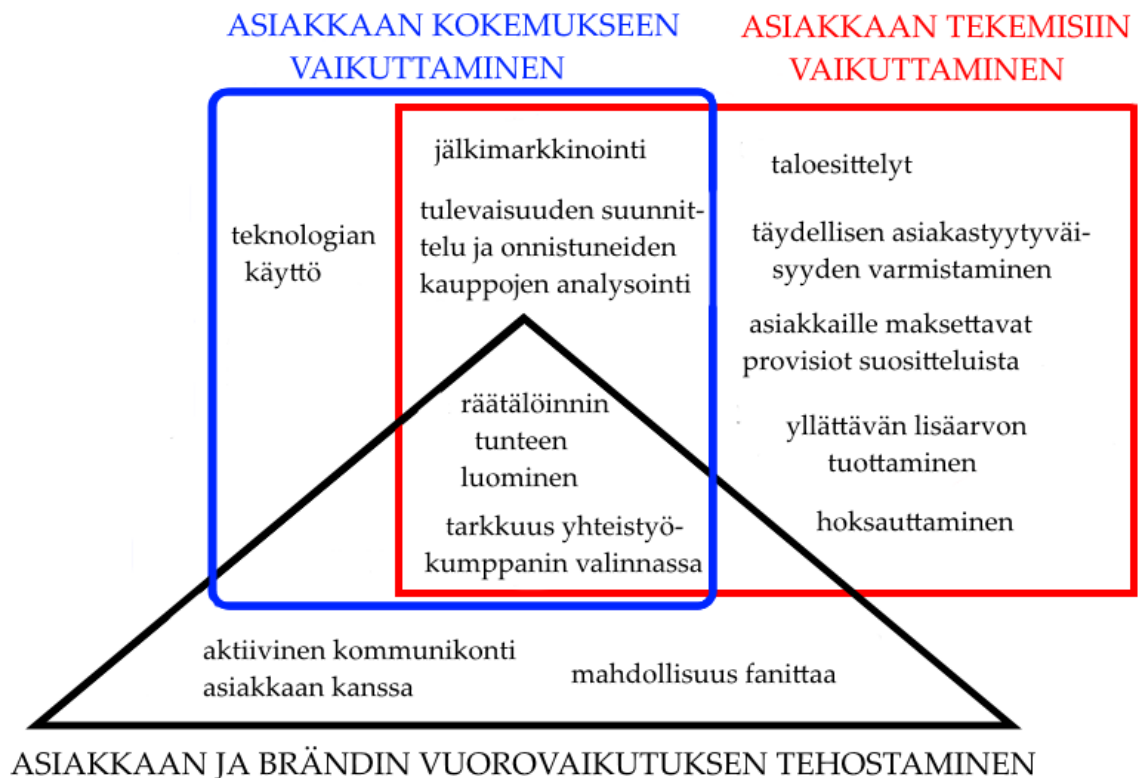 ASIAKKAAN KOKEMUKSEEN
VAIKUTTAMINEN
ASIAKKAAN TEKEMISIIN
VAIKUTTAMINEN
teknologian
käyttö
jälkimarkkinointi
tulevaisuuden suunnit-
telu ja onnistuneiden
kauppojen analysointi
räätälöinnin
tunteen
luominen
tarkkuus yhteistyö-
kumppanin valinnassa
taloesittelyt
täydellisen asiakastyytyväi-
syyden varmistaminen
asiakkaille maksettavat
provisiot suositteluista
yllättävän lisäarvon
tuottaminen
hoksauttaminen
aktiivinen kommunikonti
asiakkaan kanssa
mahdollisuus fanittaa
ASIAKKAAN JA BRÄNDIN VUOROVAIKUTUKSEN TEHOSTAMINEN